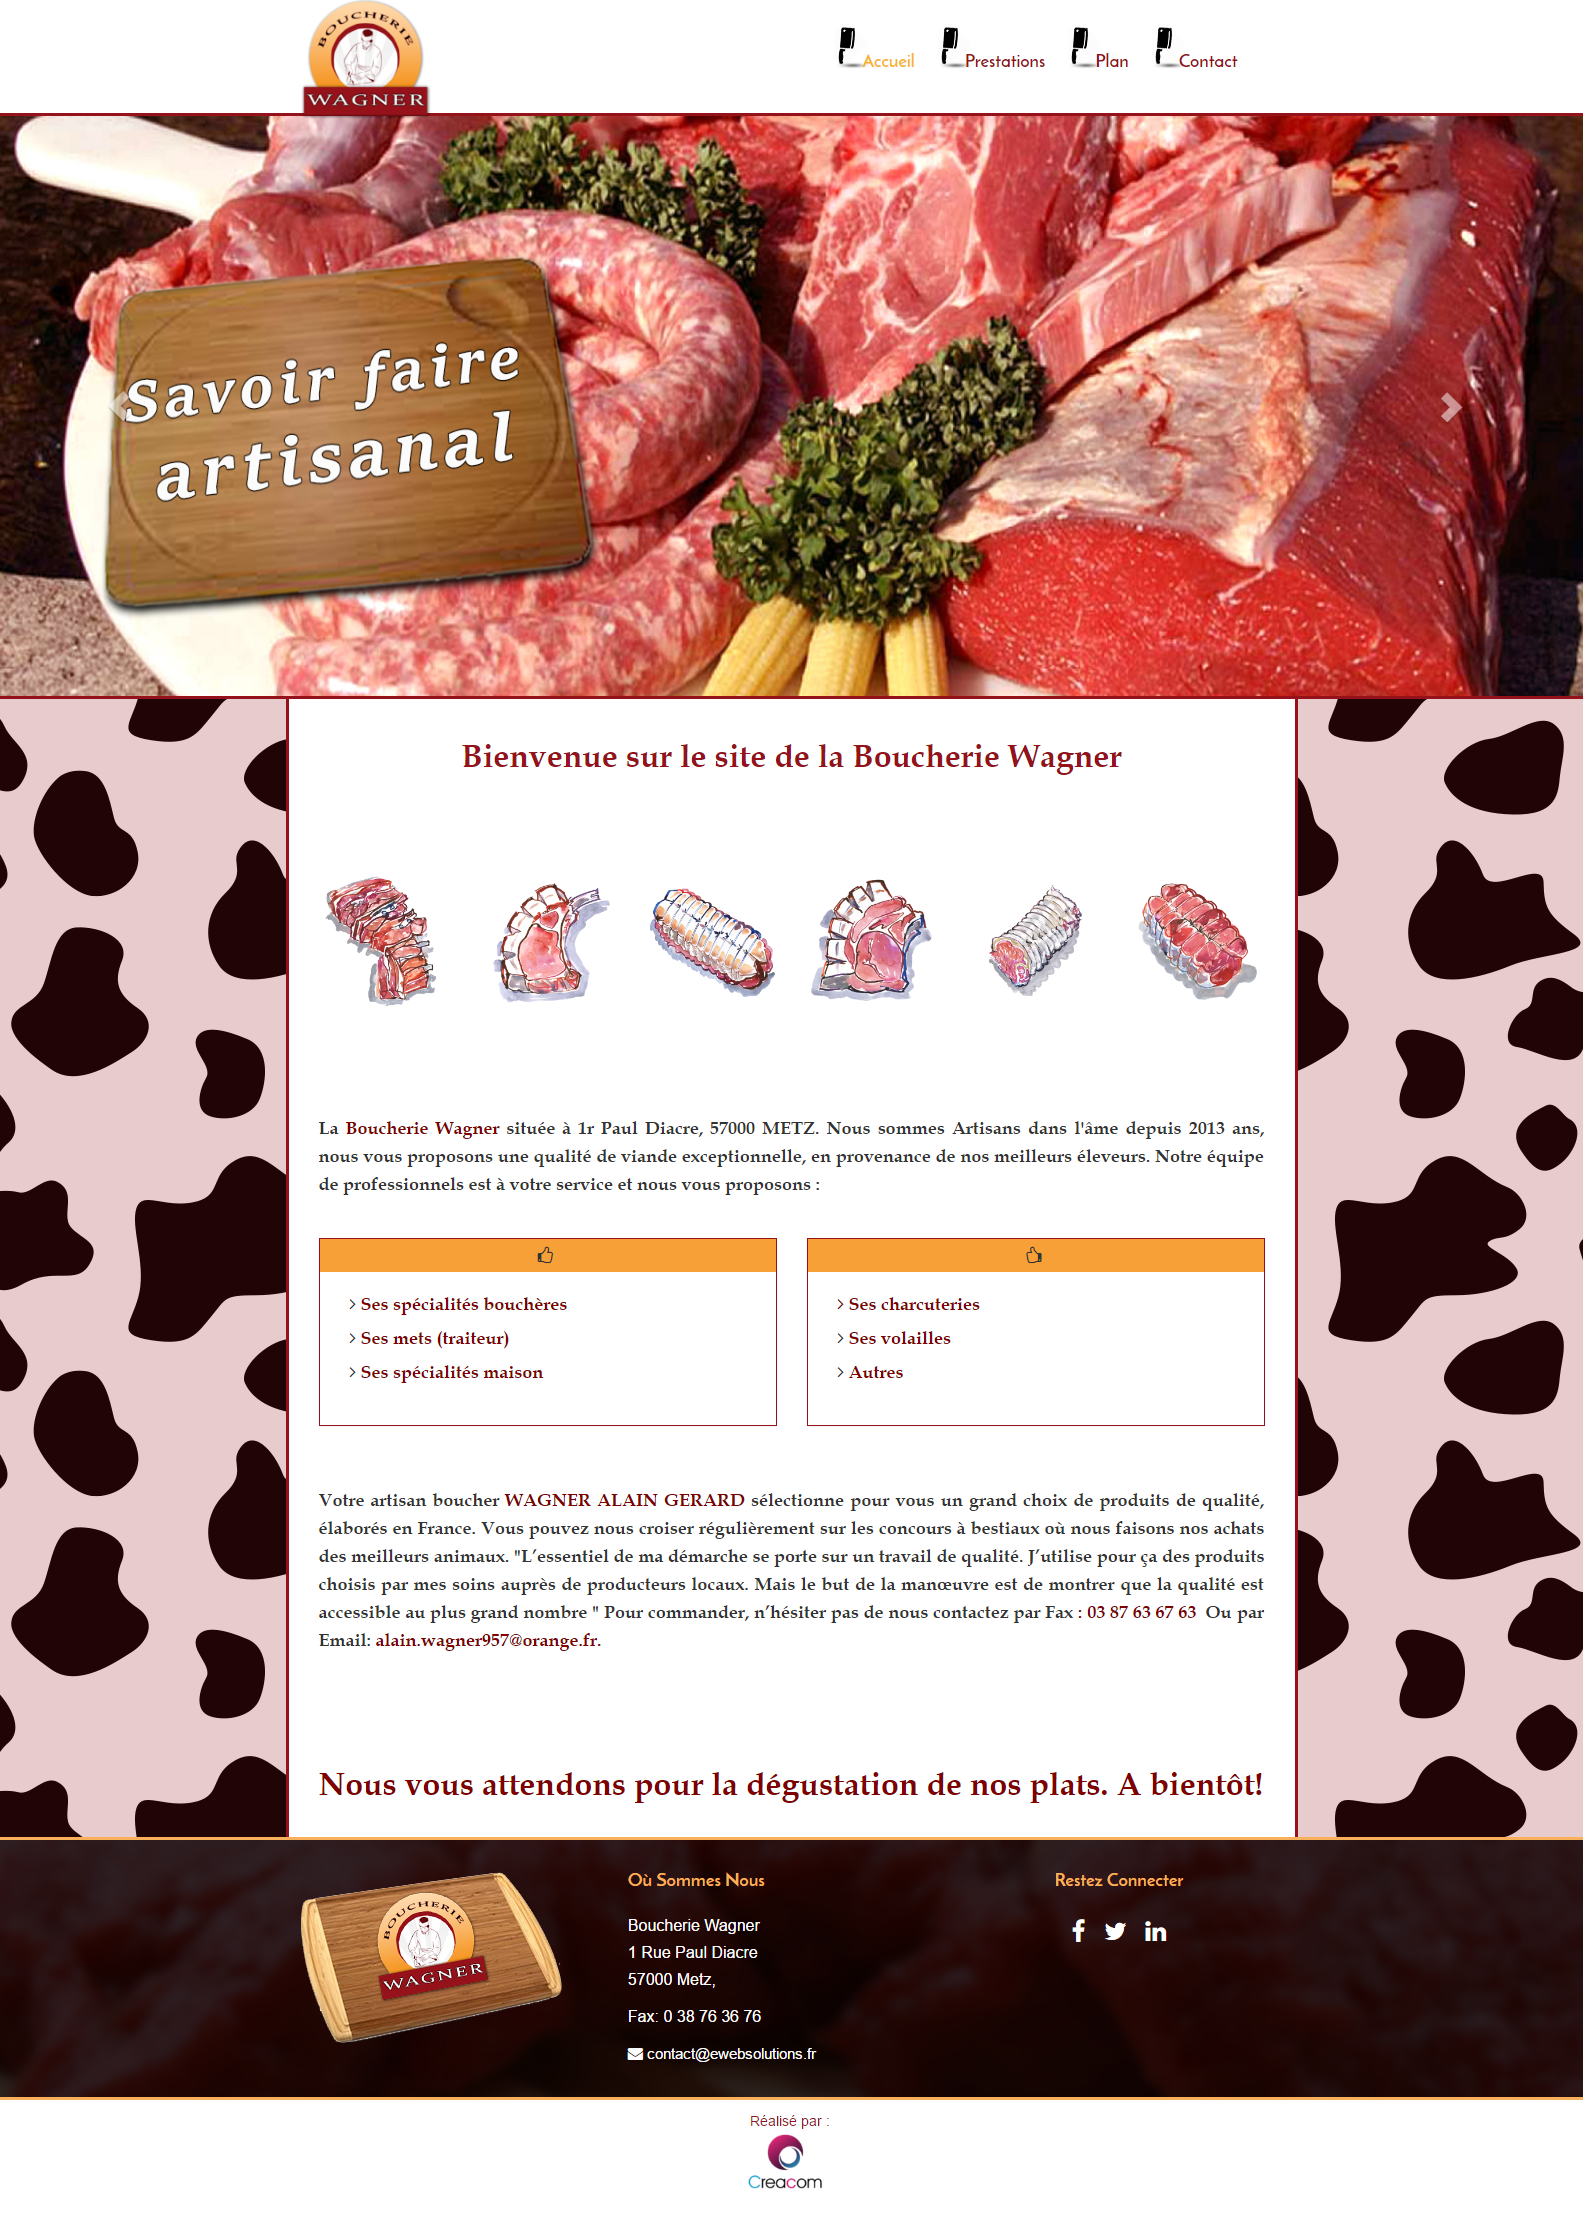 BOUCHERIE
WAGNER
Accueil
Prestations
Plan
Contact
Savoir faire
artisanal
Bienvenue sur le site de la Boucherie Wagner
La Boucherie Wagner située à 1r Paul Diacre, 57000 METZ. Nous sommes Artisans dans l'âme depuis 2013 ans,
nous vous proposons une qualité de viande exceptionnelle, en provenance de nos meilleurs éleveurs. Notre équipe
de professionnels est à votre service et nous vous proposons :
Ses spécialités bouchères
Ses mets (traiteur)
Ses spécialités maison
Ses charcuteries
Ses volailles
Autres
Votre artisan boucher WAGNER ALAIN GERARD sélectionne pour vous un grand choix de produits de qualité,
élaborés en France. Vous pouvez nous croiser régulièrement sur les concours à bestiaux où nous faisons nos achats
des meilleurs animaux. "L’essentiel de ma démarche se porte sur un travail de qualité. J’utilise pour ça des produits
choisis par mes soins auprès de producteurs locaux. Mais le but de la manœuvre est de montrer que la qualité est
accessible au plus grand nombre " Pour commander, n’hésiter pas de nous contactez par Fax : 03 87 63 67 63 Ou par
Email: alain.wagner957@orange.fr.
Nous vous attendons pour la dégustation de nos plats. A bientôt!
BOUCHERIE
WAGNER
Où Sommes Nous
Boucherie Wagner
1 Rue Paul Diacre
57000 Metz,
Fax: 0 38 76 36 76
contact@ewebsolutions.fr
Restez Connecter
Réalisé par :
Creacom